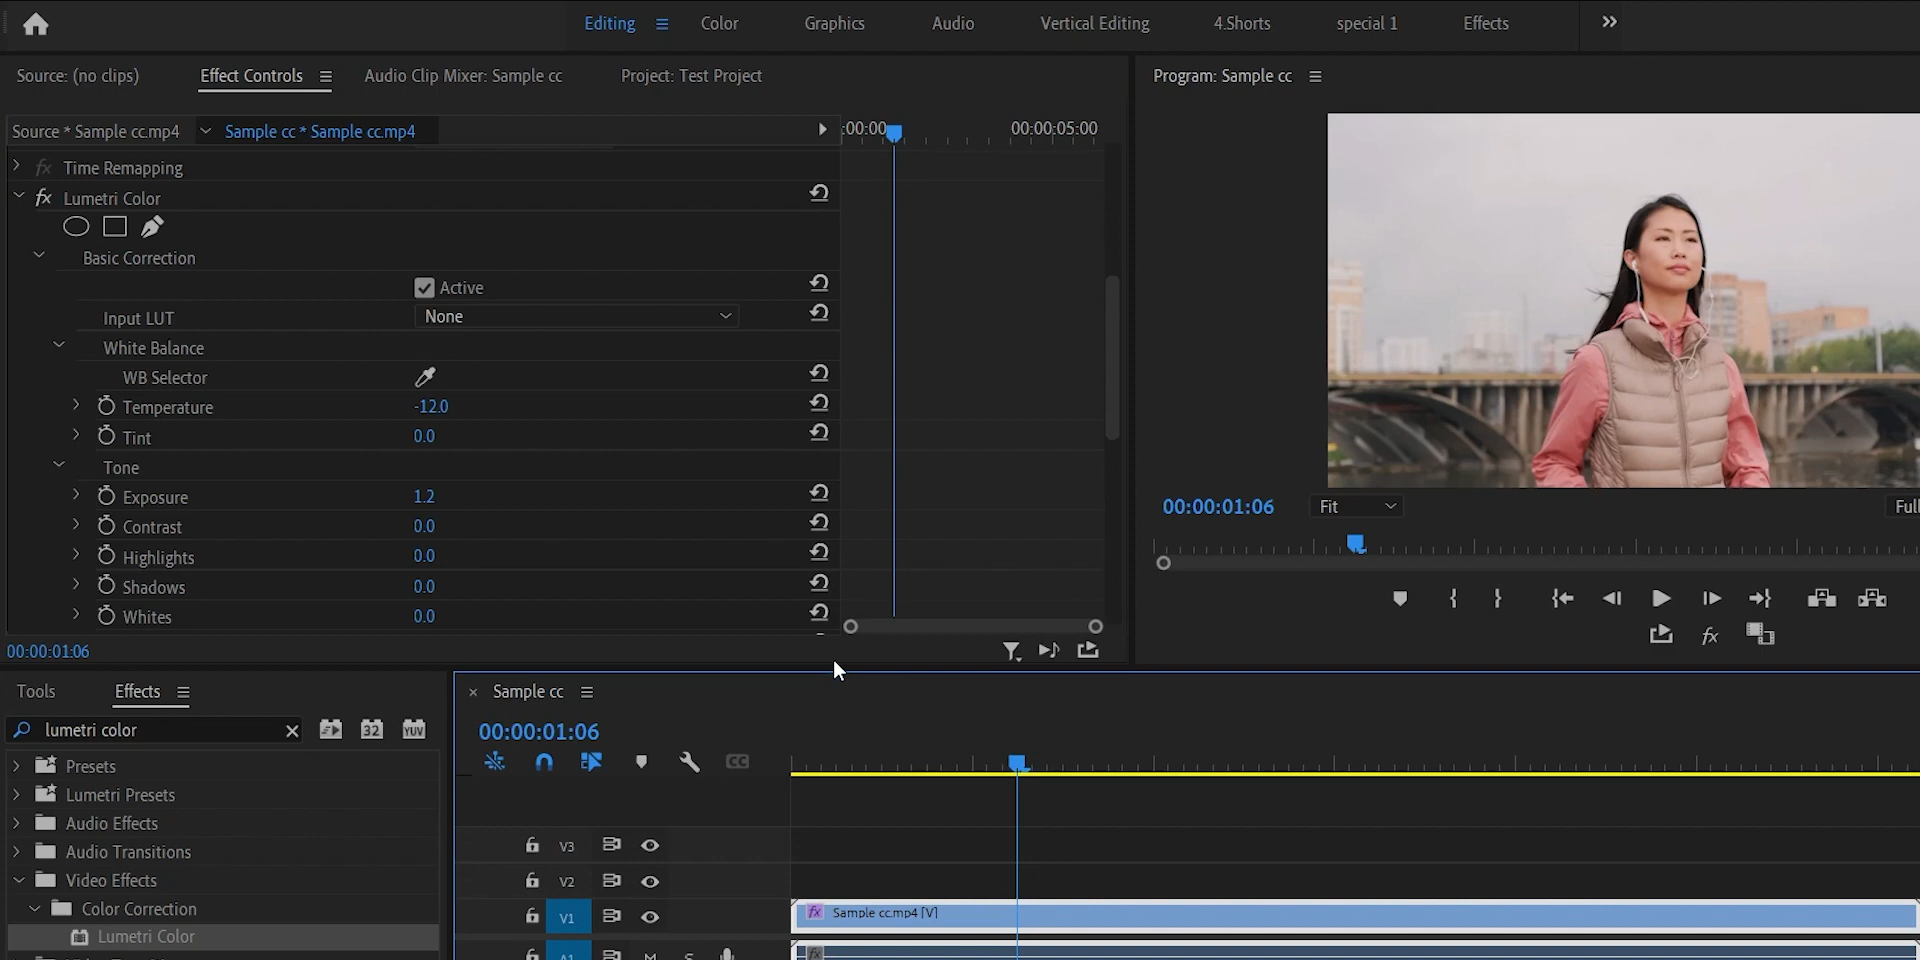 Editing Color Graphics Audio Vertical Editing 4.Shorts special 1 Effects
Source: (no clips) Effect Controls Audio Clip Mixer: Sample cc Project: Test Project
Source * Sample cc.mp4 Sample cc * Sample cc.mp4
:00:00 00:00:05:00
fx Time Remapping
fx Lumetri Color
Basic Correction
Active
Input LUT None
White Balance
WB Selector
Temperature -12.0
Tint 0.0
Tone
Exposure 1.2
Contrast 0.0
Highlights 0.0
Shadows 0.0
Whites 0.0
00:00:01:06
Program: Sample cc
00:00:01:06 Fit Full
fx
Tools Effects
lumetri color 32 YUV
Presets
Lumetri Presets
Audio Effects
Audio Transitions
Video Effects
Color Correction
Lumetri Color
× Sample cc
00:00:01:06
CC
V3
V2
V1 fx Sample cc.mp4 [V]
A1 M S fx